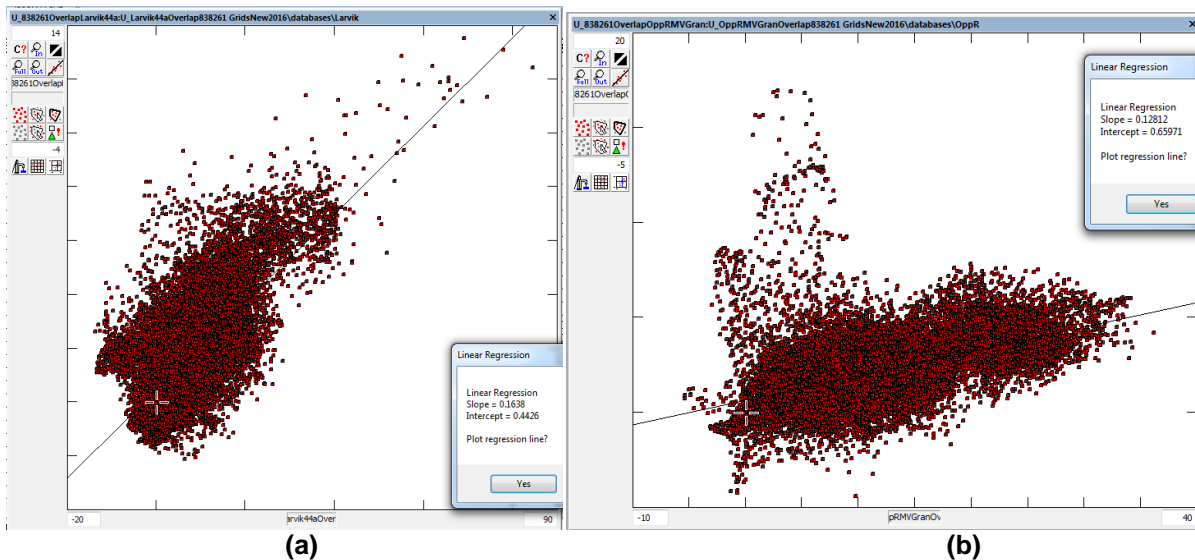 U_838261OverlapLarvik44a:U_Larvik44aOverlap838261 GridsNew2016\databases\Larvik
×
14
C?
In
Full
Out
-4
Linear Regression
Linear Regression
Slope = 0.1638
Intercept = 0.4426
Plot regression line?
Yes
-20
arvik44aOver
90
(a)
U_838261OverlapOppRMVGran:U_OppRMVGranOverlap838261 GridsNew2016\databases\OppR
×
20
C?
In
Full
Out
-5
Linear Regression
Linear Regression
Slope = 0.12812
Intercept = 0.65971
Plot regression line?
Yes
-10
pRMVGranOv
40
(b)